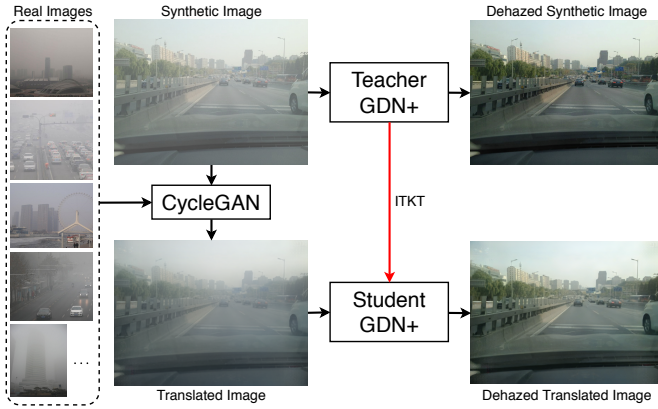 Real Images
Synthetic Image
Dehazed Synthetic Image
Teacher
GDN+
CycleGAN
ITKT
Student
GDN+
...
Translated Image
Dehazed Translated Image